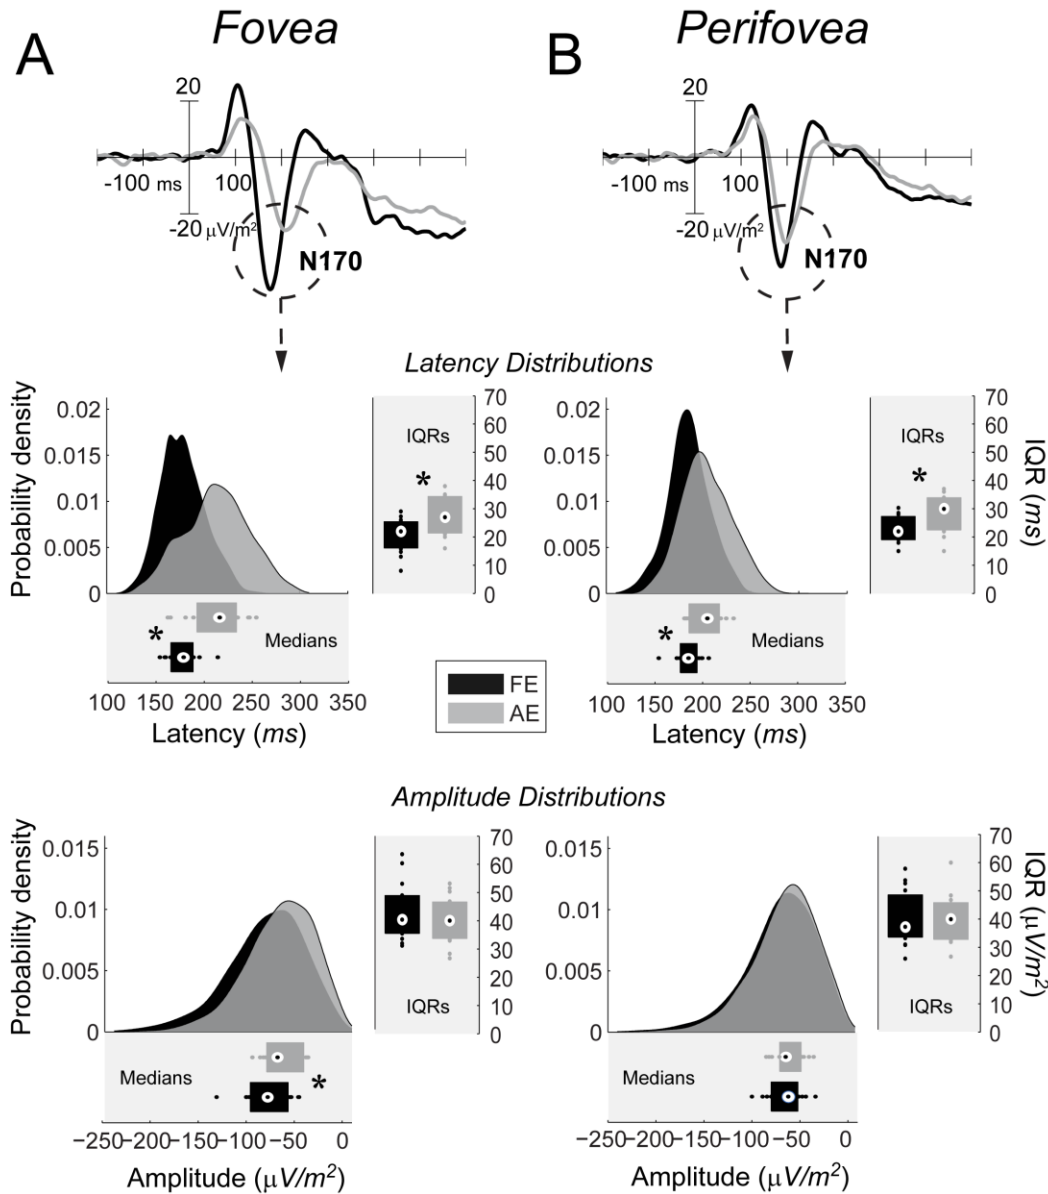 Fovea
Perifovea
A
B
20
20
-100 ms
100
-100 ms
100
-20 μV/m²
-20 μV/m²
N170
N170
Latency Distributions
Probability density
0.02
0.015
0.01
0.005
0
IQRs
*
70
60
50
40
30
20
10
0
0.02
0.015
0.01
0.005
0
IQRs
*
70
60
50
40
30
20
10
0
IQR (ms)
*
Medians
*
Medians
100 150 200 250 300 350
Latency (ms)
FE
AE
100 150 200 250 300 350
Latency (ms)
Amplitude Distributions
Probability density
0.015
0.01
0.005
0
IQRs
70
60
50
40
30
20
10
0
0.015
0.01
0.005
0
IQRs
70
60
50
40
30
20
10
0
IQR (μV/m²)
Medians
*
Medians
−250−200−150−100 −50 0
Amplitude (μV/m²)
−250−200−150−100 −50 0
Amplitude (μV/m²)